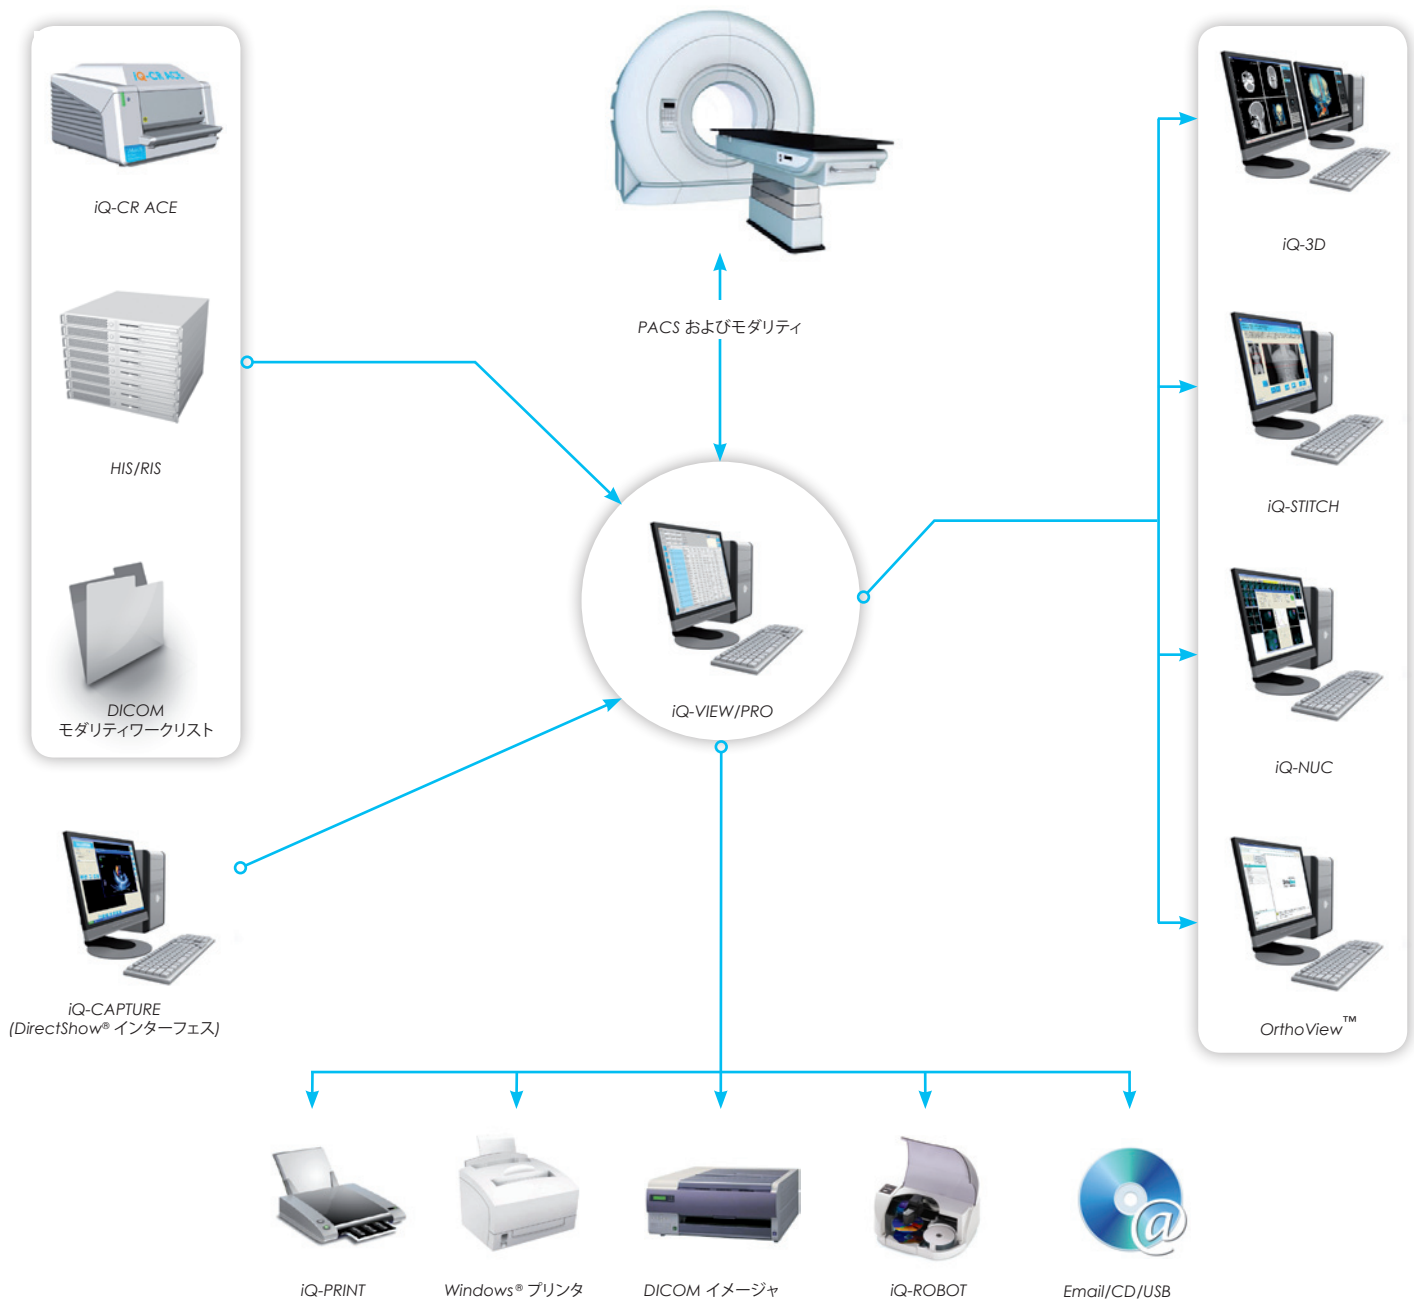 iQ-CR ACE
iQ-CR ACE
HIS/RIS
DICOM
モダリティワークリスト
iQ-CAPTURE
(DirectShow® インターフェス)
PACS およびモダリティ
iQ-VIEW/PRO
iQ-3D
iQ-STITCH
iQ-NUC
OrthoView™
iQ-PRINT
Windows® プリンタ
DICOM イメージャ
iQ-ROBOT
@
Email/CD/USB